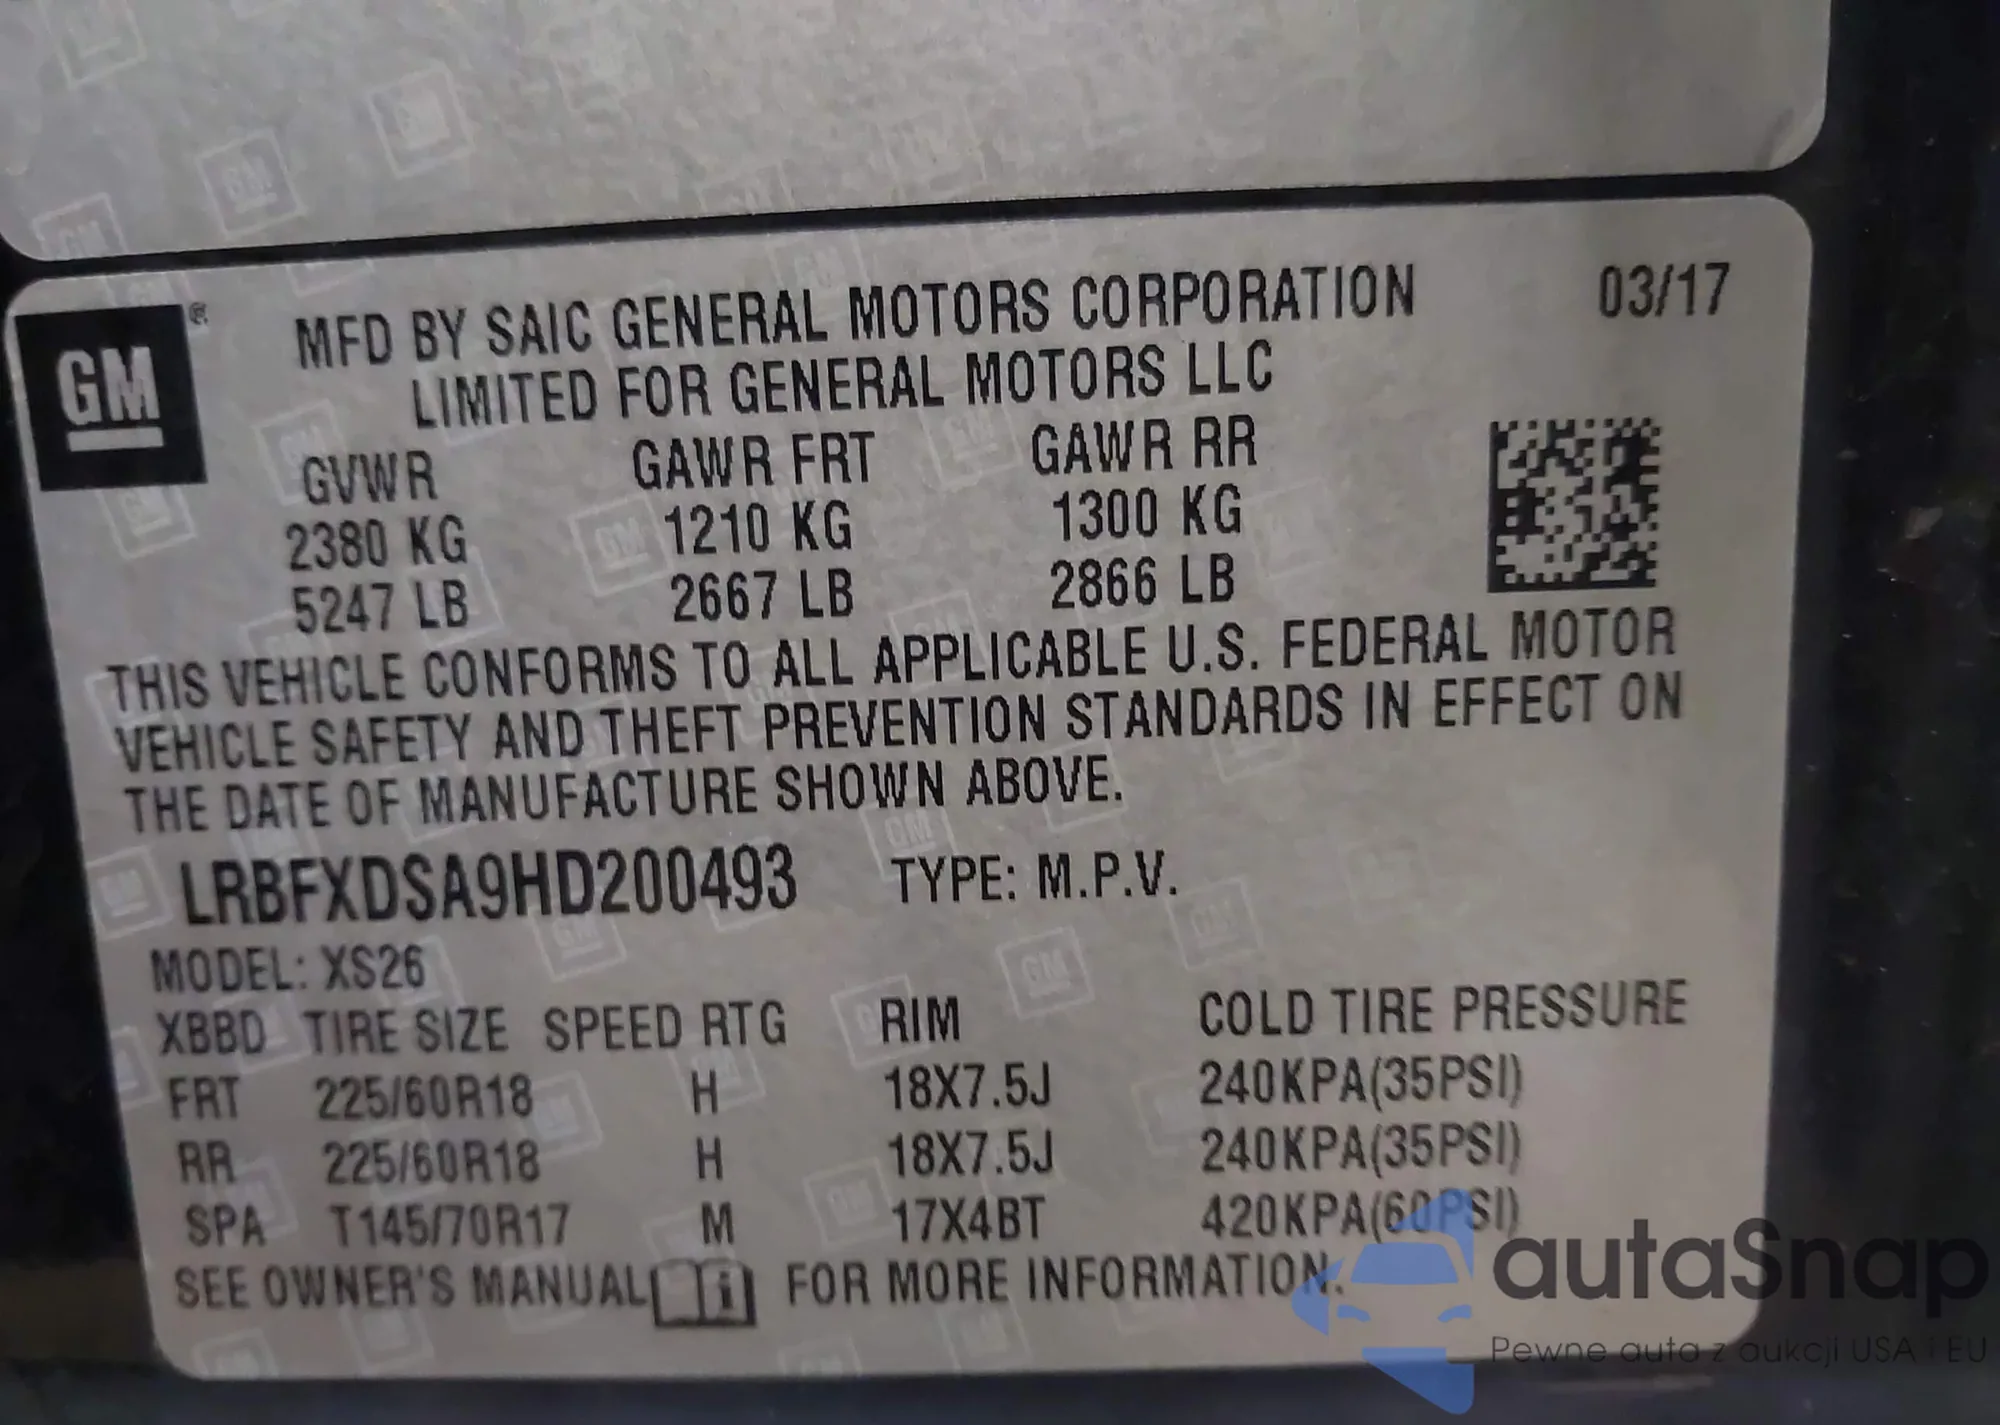 GM
MFD BY SAIC GENERAL MOTORS CORPORATION 03/17
LIMITED FOR GENERAL MOTORS LLC
GVWR GAWR FRT GAWR RR
2380 KG 1210 KG 1300 KG
5247 LB 2667 LB 2866 LB
THIS VEHICLE CONFORMS TO ALL APPLICABLE U.S. FEDERAL MOTOR
VEHICLE SAFETY AND THEFT PREVENTION STANDARDS IN EFFECT ON
THE DATE OF MANUFACTURE SHOWN ABOVE.
LRBFXDSA9HD200493 TYPE: M.P.V.
MODEL: XS26
XBBD TIRE SIZE SPEED RTG RIM COLD TIRE PRESSURE
FRT 225/60R18 H 18X7.5J 240KPA(35PSI)
RR 225/60R18 H 18X7.5J 240KPA(35PSI)
SPA T145/70R17 M 17X4BT 420KPA(60PSI)
SEE OWNER'S MANUAL FOR MORE INFORMATION.
autaSnap
Pewne auta z aukcji USA i EU